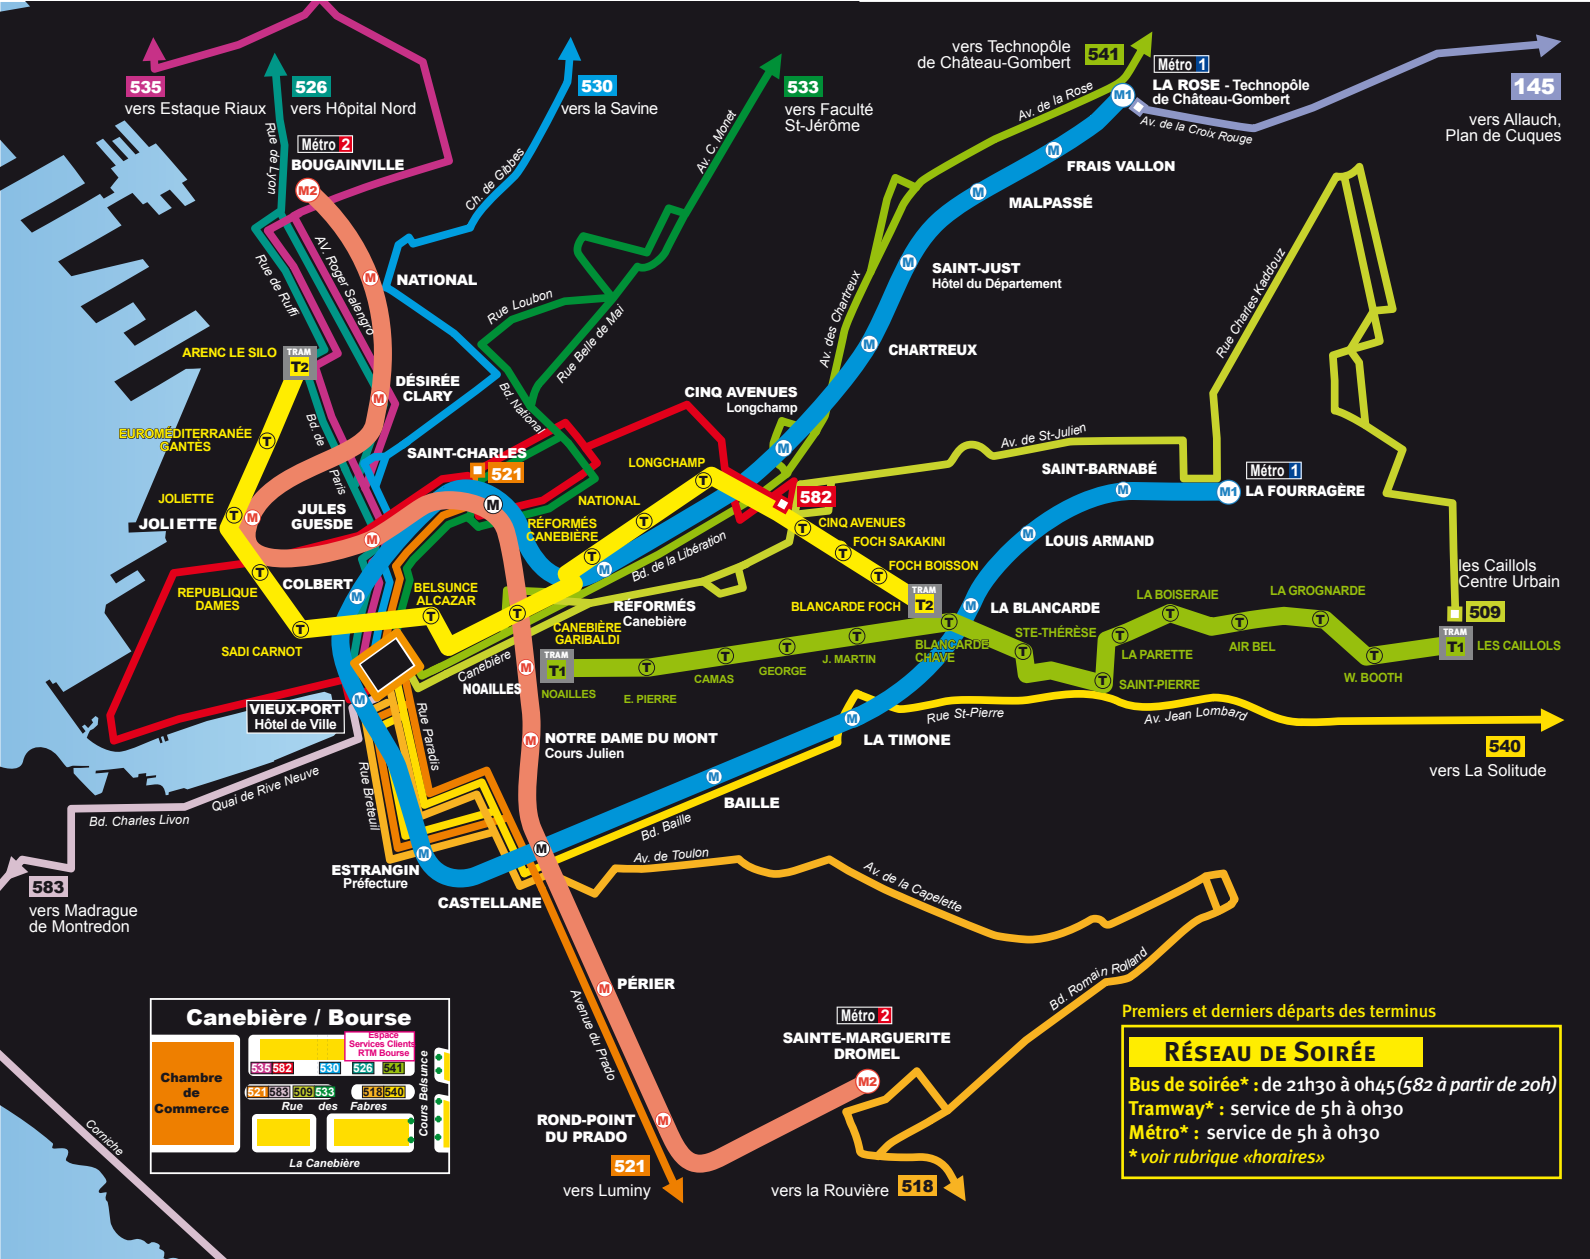 535
vers Estaque Riaux
526
vers Hôpital Nord
530
vers la Savine
533
vers Faculté
St-Jérôme
vers Technopôle
de Château-Gombert
541
Métro 1
LA ROSE - Technopôle
de Château-Gombert
M1
145
vers Allauch,
Plan de Cuques
Av. de la Croix Rouge
Av. de la Rose
Rue de Lyon
Métro 2
BOUGAINVILLE
M2
Ch. de Gibbes
Av. C. Monet
FRAIS VALLON
MALPASSÉ
SAINT-JUST
Hôtel du Département
CHARTREUX
Av. des Chartreux
Rue Charles Kaddouz
AV. Roger Salengro
Rue de Ruffi
NATIONAL
Rue Loubon
Rue Belle de Mai
Bd. National
ARENC LE SILO
TRAM
T2
DÉSIRÉE
CLARY
CINQ AVENUES
Longchamp
EUROMÉDITERRANÉE
GANTÈS
Bd. de
Paris
SAINT-CHARLES
521
LONGCHAMP
Av. de St-Julien
SAINT-BARNABÉ
Métro 1
M1
LA FOURRAGÈRE
JOLIETTE
JOLIETTE
JULES
GUESDE
NATIONAL
582
RÉFORMÉS
CANEBIÈRE
CINQ AVENUES
FOCH SAKAKINI
FOCH BOISSON
LOUIS ARMAND
Bd. de la Libération
les Caillols
Centre Urbain
509
COLBERT
REPUBLIQUE
DAMES
BELSUNCE
ALCAZAR
RÉFORMÉS
Canebière
BLANCARDE FOCH
TRAM
T2
LA BLANCARDE
LA BOISERAIE
LA GROGNARDE
SADI CARNOT
CANEBIÈRE
GARIBALDI
Canebière
NOAILLES
TRAM
T1
NOAILLES
E. PIERRE
CAMAS
GEORGE
J. MARTIN
BLANCARDE
CHAVE
STE-THÉRÈSE
LA PARETTE
SAINT-PIERRE
AIR BEL
W. BOOTH
TRAM
T1
LES CAILLOLS
VIEUX-PORT
Hôtel de Ville
Rue Paradis
Rue Breteuil
NOTRE DAME DU MONT
Cours Julien
LA TIMONE
Rue St-Pierre
Av. Jean Lombard
540
vers La Solitude
Quai de Rive Neuve
Bd. Charles Livon
583
vers Madrague
de Montredon
BAILLE
Bd. Baille
ESTRANGIN
Préfecture
CASTELLANE
Av. de Toulon
Av. de la Capelette
Bd. Romain Rolland
PÉRIER
Avenue du Prado
Métro 2
SAINTE-MARGUERITE
DROMEL
M2
ROND-POINT
DU PRADO
521
vers Luminy
vers la Rouvière
518
Corniche
Canebière / Bourse
Espace
Services Clients
RTM Bourse
535 582 530 526 541
Chambre
de
Commerce
521 583 509 533 518 540
Rue des Fabres
Cours Belsunce
La Canebière
Premiers et derniers départs des terminus
RÉSEAU DE SOIRÉE
Bus de soirée* : de 21h30 à 0h45 (582 à partir de 20h)
Tramway* : service de 5h à 0h30
Métro* : service de 5h à 0h30
* voir rubrique «horaires»